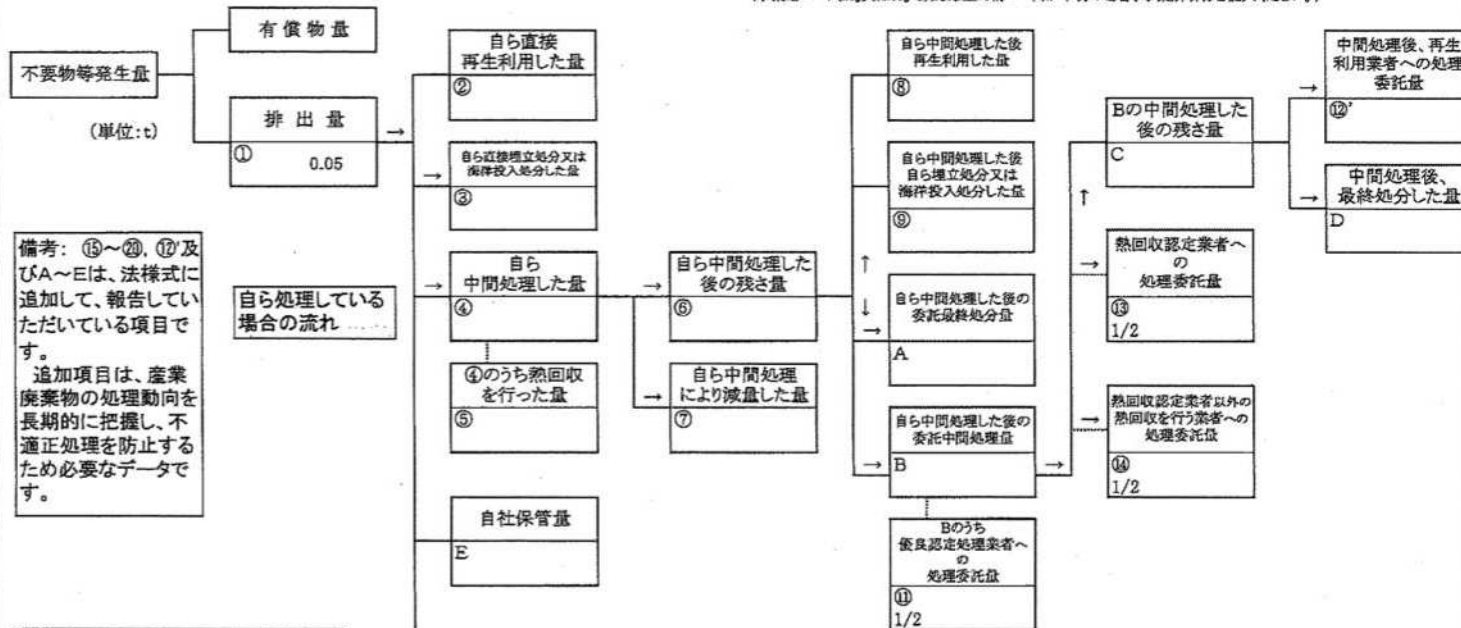 有償物量
不要物等発生量
(単位:t)
排出量
①
0.05
→
備考: ⑮～⑳, ⑫'及
びA～Eは、法様式に
追加して、報告してい
ただいている項目で
す。
追加項目は、産業
廃棄物の処理動向を
長期的に把握し、不
適正処理を防止する
ため必要なデータで
す。
自ら処理している
場合の流れ
自ら直接
再生利用した量
②
→
自ら直接埋立処分又は
海洋投入処分した量
③
→
自ら
中間処理した量
④
④のうち熱回収
を行った量
⑤
自社保管量
E
→
自ら中間処理した
後の残さ量
⑥
→
自ら中間処理
により減量した量
⑦
自ら中間処理した後
再生利用した量
⑧
自ら中間処理した後
自ら埋立処分又は
海洋投入処分した量
⑨
↑
↓
→
自ら中間処理した後の
委託最終処分量
A
→
自ら中間処理した後の
委託中間処理量
B
→
Bのうち
優良認定処理業者へ
の
処理委託量
⑪
1/2
Bの中間処理した
後の残さ量
C
↑
→
熱回収認定業者へ
の
処理委託量
⑬
1/2
→
熱回収認定業者以外の
熱回収を行う業者への
処理委託量
⑭
1/2
→
中間処理後、再生
利用業者への処理
委託量
⑫'
→
中間処理後、
最終処分した量
D